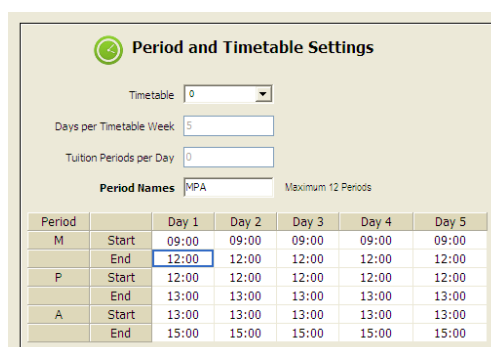 Period and Timetable Settings
Timetable 0
Days per Timetable Week 5
Tuition Periods per Day 0
Period Names MPA Maximum 12 Periods
Period Day 1 Day 2 Day 3 Day 4 Day 5
M Start 09:00 09:00 09:00 09:00 09:00
End 12:00 12:00 12:00 12:00 12:00
P Start 12:00 12:00 12:00 12:00 12:00
End 13:00 13:00 13:00 13:00 13:00
A Start 13:00 13:00 13:00 13:00 13:00
End 15:00 15:00 15:00 15:00 15:00